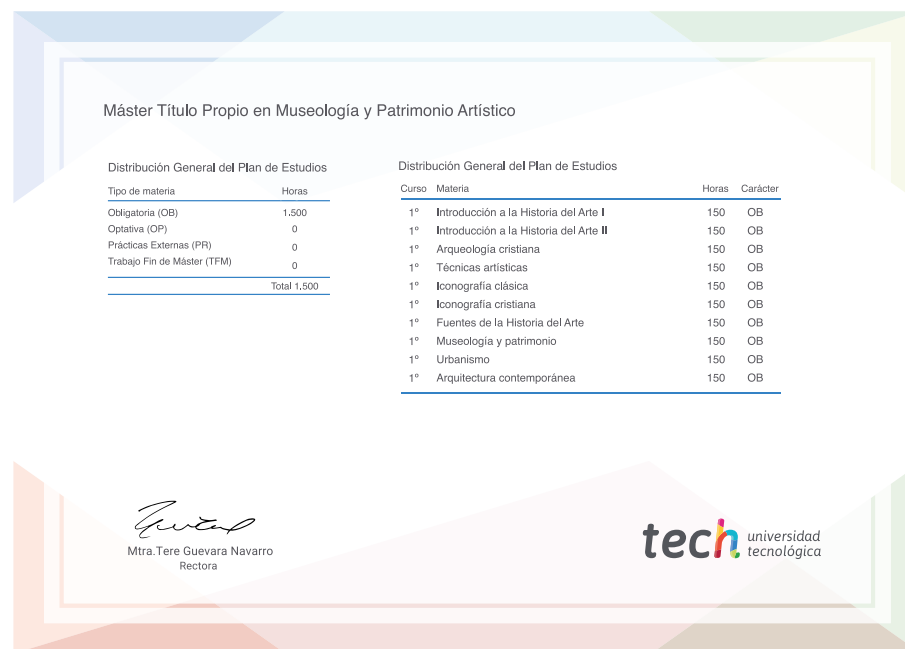 Máster Título Propio en Museología y Patrimonio Artístico
Distribución General del Plan de Estudios
Tipo de materia Horas
Obligatoria (OB) 1.500
Optativa (OP) 0
Prácticas Externas (PR) 0
Trabajo Fin de Máster (TFM) 0
Total 1.500
Distribución General del Plan de Estudios
Curso Materia Horas Carácter
1º Introducción a la Historia del Arte I 150 OB
1º Introducción a la Historia del Arte II 150 OB
1º Arqueología cristiana 150 OB
1º Técnicas artísticas 150 OB
1º Iconografía clásica 150 OB
1º Iconografía cristiana 150 OB
1º Fuentes de la Historia del Arte 150 OB
1º Museología y patrimonio 150 OB
1º Urbanismo 150 OB
1º Arquitectura contemporánea 150 OB
Mtra.Tere Guevara Navarro
Rectora
tech universidad
tecnológica